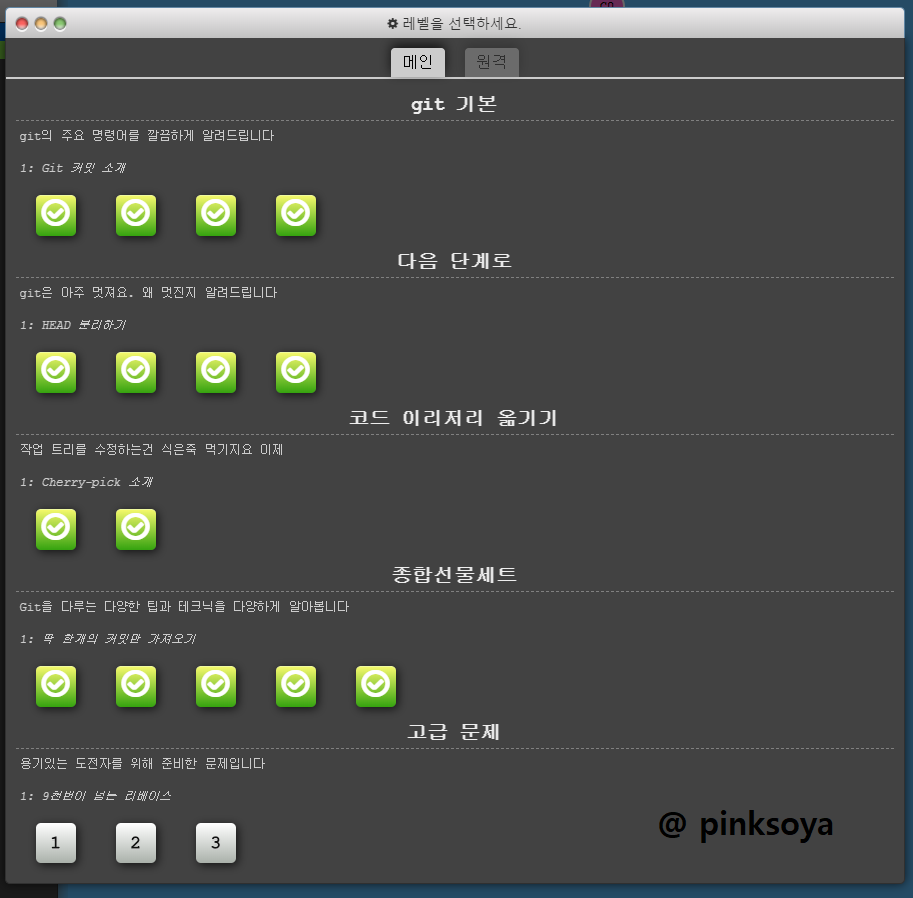 레벨을 선택하세요.
메인 원격
git 기본
git의 주요 명령어를 깔끔하게 알려드립니다
1: Git 커밋 소개
다음 단계로
git은 아주 멋져요. 왜 멋진지 알려드립니다
1: HEAD 분리하기
코드 이리저리 옮기기
작업 트리를 수정하는건 식은죽 먹기지요 이제
1: Cherry-pick 소개
종합선물세트
Git을 다루는 다양한 팁과 테크닉을 다양하게 알아봅니다
1: 딱 한개의 커밋만 가져오기
고급 문제
용기있는 도전자를 위해 준비한 문제입니다
1: 9천번이 넘는 리베이스
@ pinksoya
1 2 3